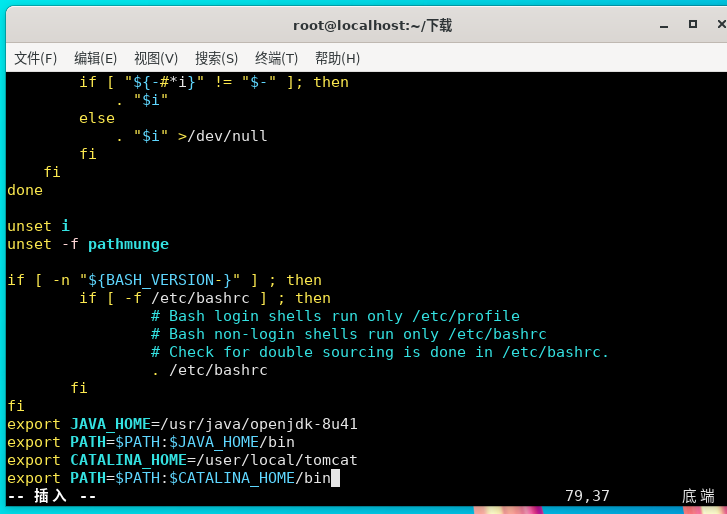 root@localhost:~/下载
文件(F) 编辑(E) 视图(V) 搜索(S) 终端(T) 帮助(H)
        if [ "${-#*i}" != "$-" ]; then
            . "$i"
        else
            . "$i" >/dev/null
        fi
    fi
done

unset i
unset -f pathmunge

if [ -n "${BASH_VERSION-}" ] ; then
        if [ -f /etc/bashrc ] ; then
                # Bash login shells run only /etc/profile
                # Bash non-login shells run only /etc/bashrc
                # Check for double sourcing is done in /etc/bashrc.
                . /etc/bashrc
       fi
fi
export JAVA_HOME=/usr/java/openjdk-8u41
export PATH=$PATH:$JAVA_HOME/bin
export CATALINA_HOME=/user/local/tomcat
export PATH=$PATH:$CATALINA_HOME/bin
-- 插入 -- 79,37 底端